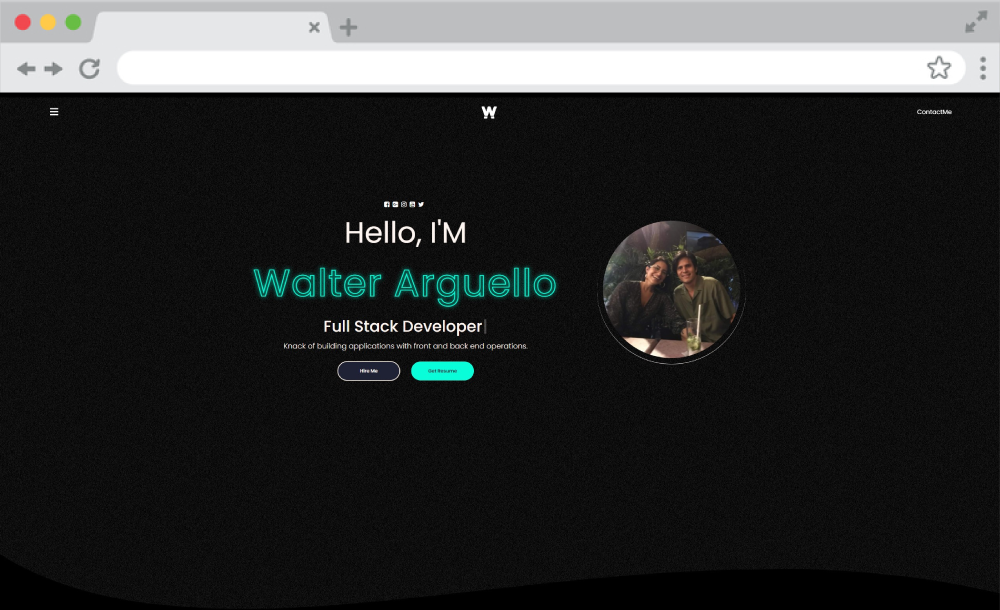 W
ContactMe
Hello, I'M
Walter Arguello
Full Stack Developer
Knack of building applications with front and back end operations.
Hire Me
Get Resume